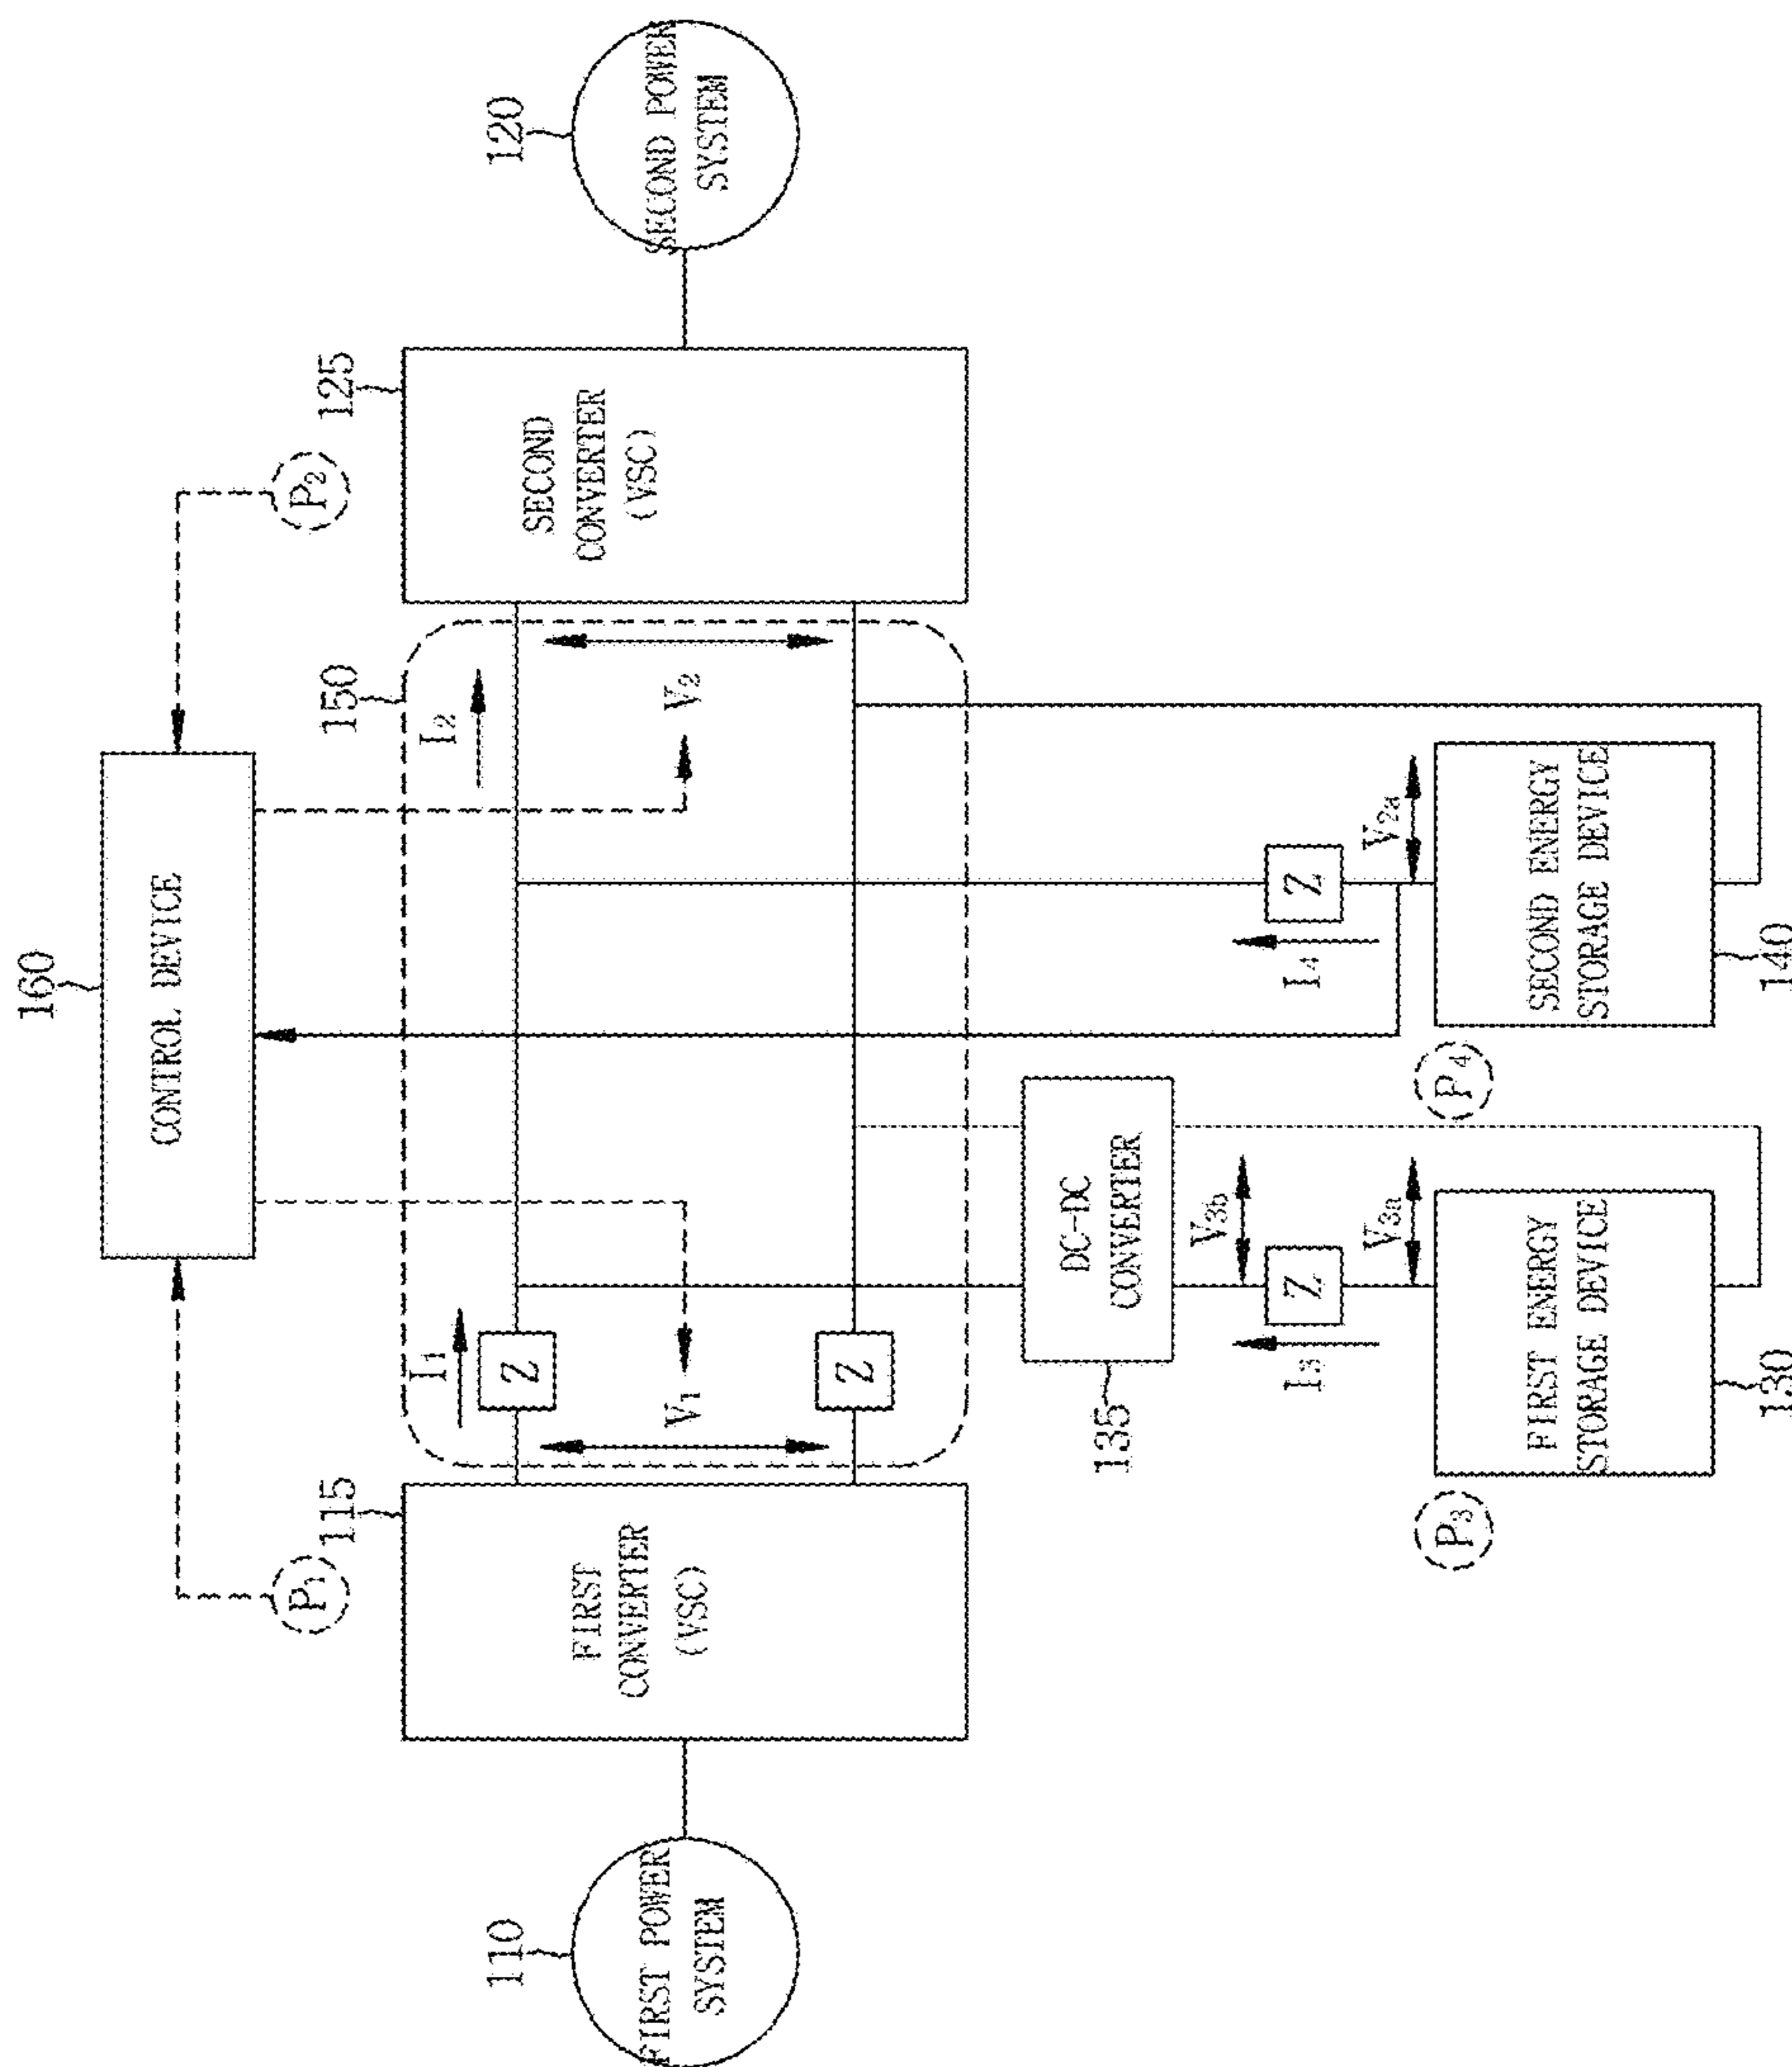 160
CONTROL DEVICE
P1
P2
115
150
125
I1
I2
110
120
FIRST POWER
SYSTEM
FIRST
CONVERTER
(VSC)
Z
Z
V1
V2
SECOND
CONVERTER
(VSC)
SECOND POWER
SYSTEM
135
DC-DC
CONVERTER
V3b
I3
Z
V3a
I4
Z
V2a
P3
FIRST ENERGY
STORAGE DEVICE
130
P4
SECOND ENERGY
STORAGE DEVICE
140